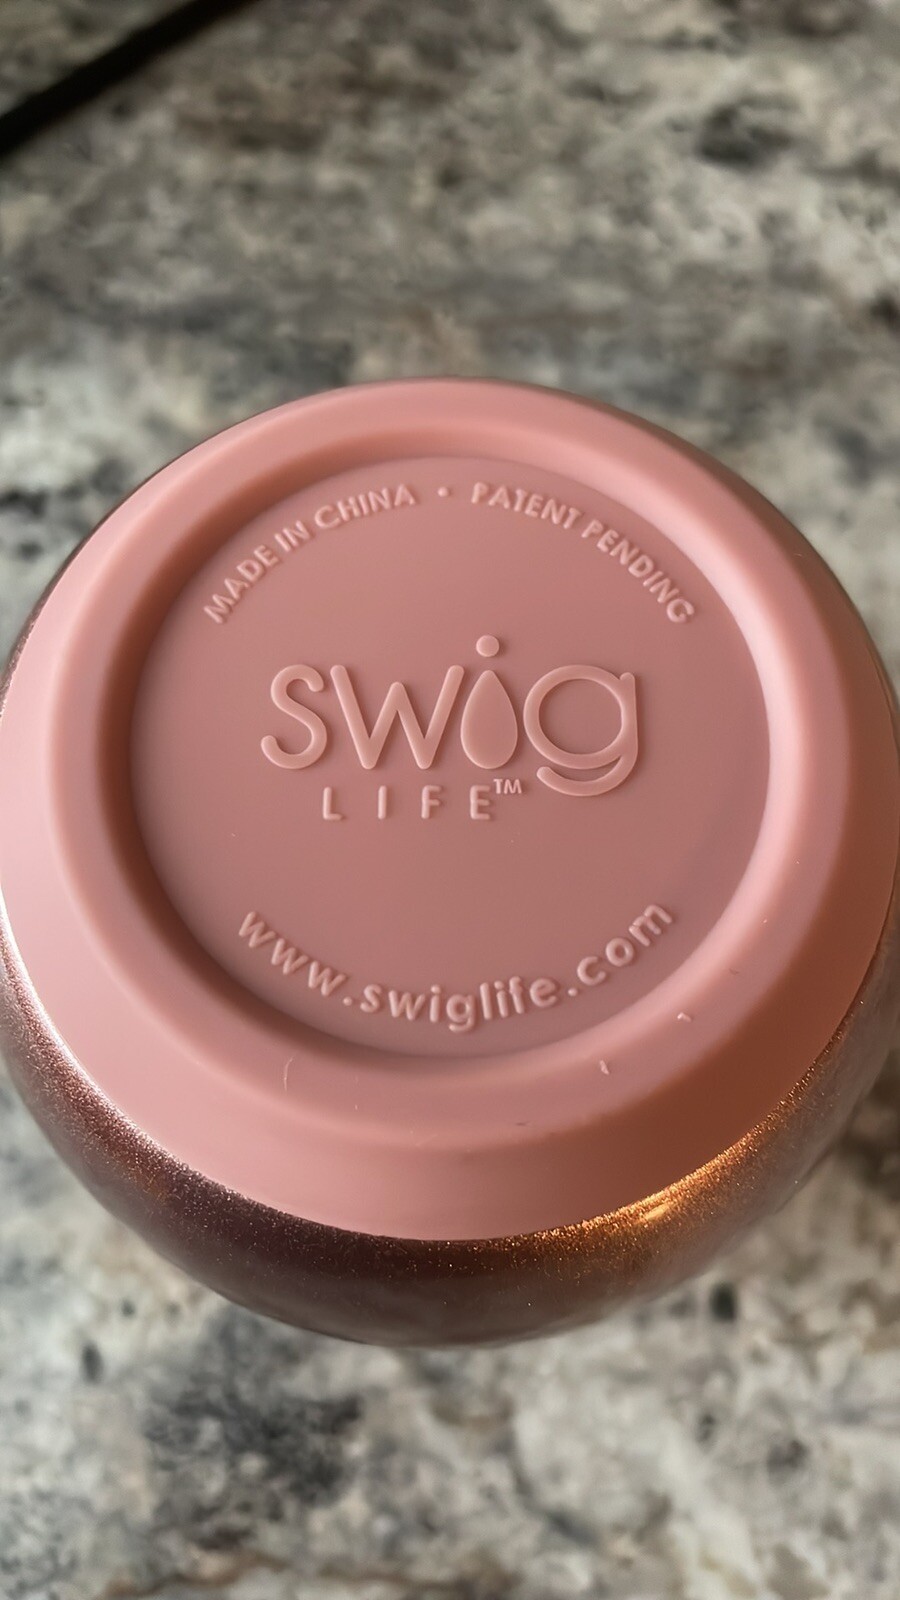 MADE IN CHINA • PATENT PENDING
swig
LIFE™
www.swiglife.com